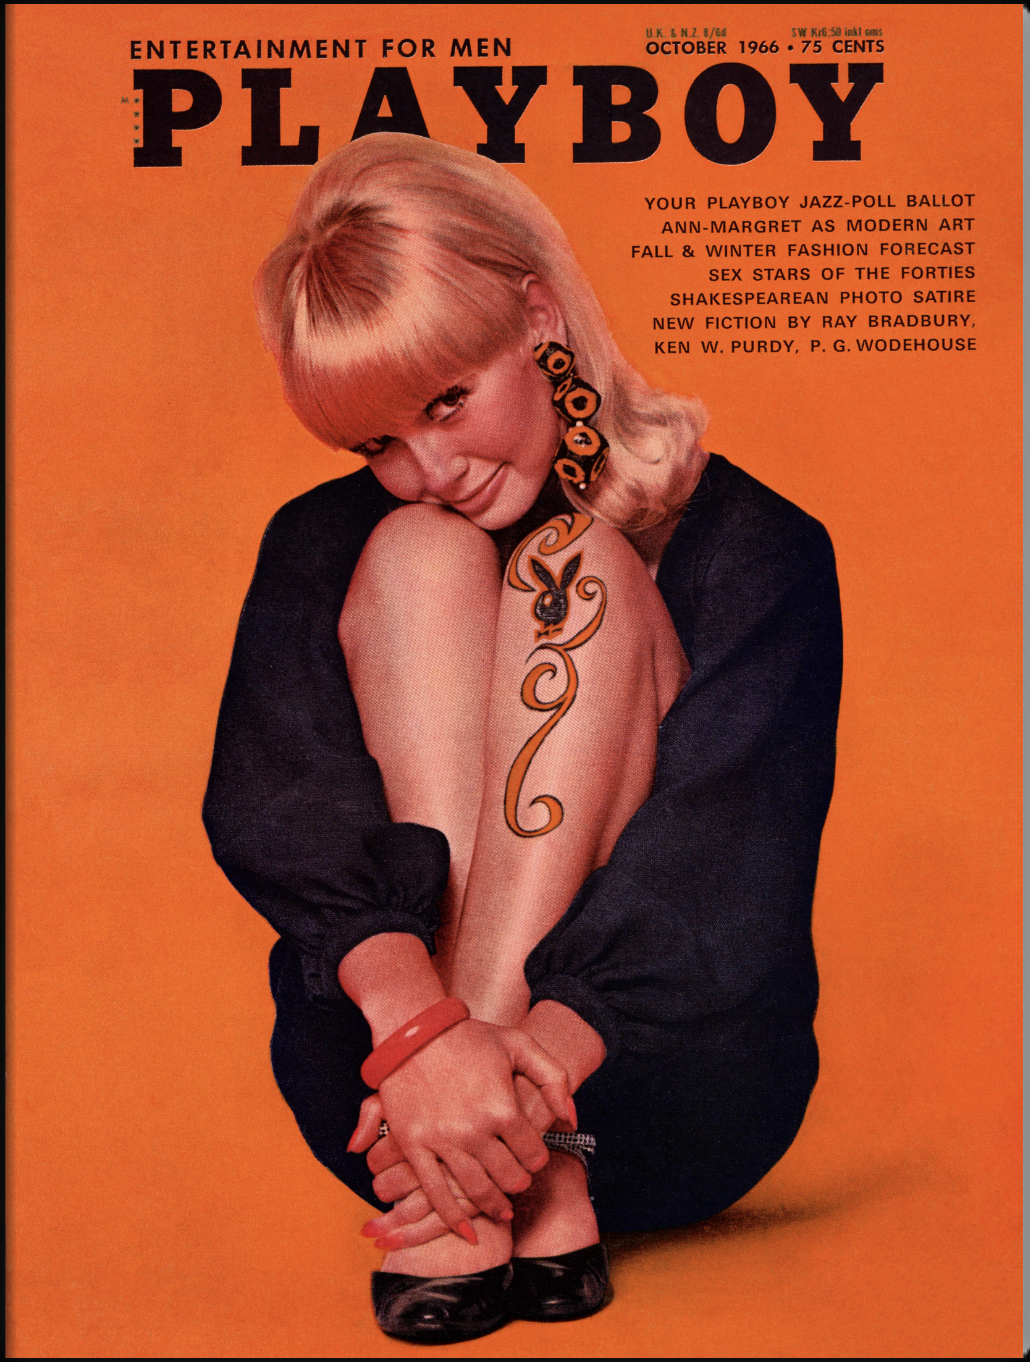 U.K. & N.Z. 8/6d SW Kr6:50 inkl oms
ENTERTAINMENT FOR MEN OCTOBER 1966 • 75 CENTS
PLAYBOY
YOUR PLAYBOY JAZZ-POLL BALLOT
ANN-MARGRET AS MODERN ART
FALL & WINTER FASHION FORECAST
SEX STARS OF THE FORTIES
SHAKESPEAREAN PHOTO SATIRE
NEW FICTION BY RAY BRADBURY,
KEN W. PURDY, P. G. WODEHOUSE